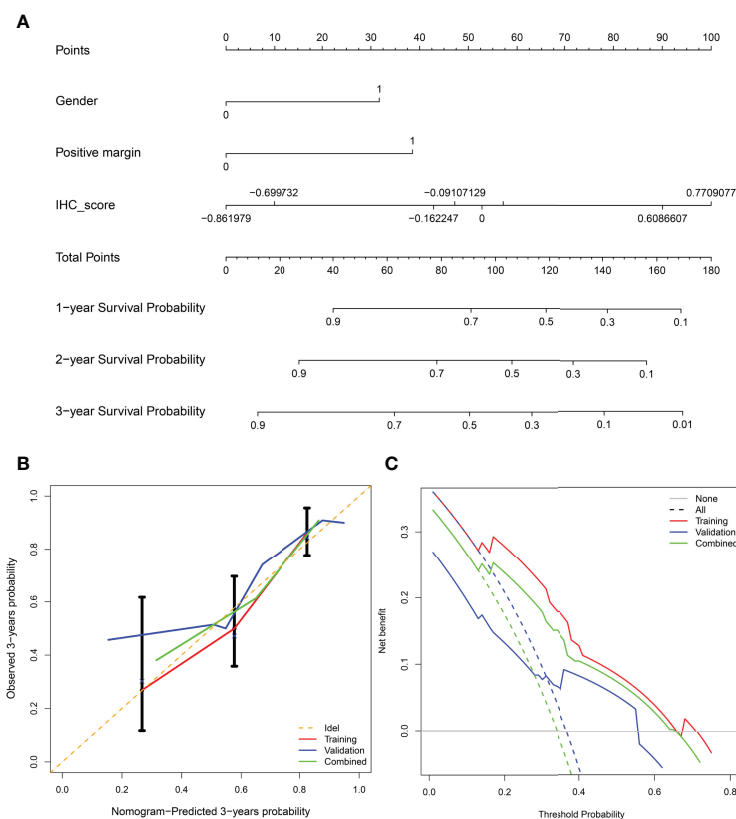 A
Points
0 10 20 30 40 50 60 70 80 90 100
Gender
0 1
Positive margin
0 1
IHC_score
−0.699732 −0.09107129 0.7709077
−0.861979 −0.162247 0 0.6086607
Total Points
0 20 40 60 80 100 120 140 160 180
1−year Survival Probability
0.9 0.7 0.5 0.3 0.1
2−year Survival Probability
0.9 0.7 0.5 0.3 0.1
3−year Survival Probability
0.9 0.7 0.5 0.3 0.1 0.01
B
Observed 3−years probability
1.0
0.8
0.6
0.4
0.2
0.0
Idel
Training
Validation
Combined
0.0 0.2 0.4 0.6 0.8 1.0
Nomogram−Predicted 3−years probability
C
Net benefit
0.3
0.2
0.1
0.0
None
All
Training
Validation
Combined
0.0 0.2 0.4 0.6 0.8
Threshold Probability